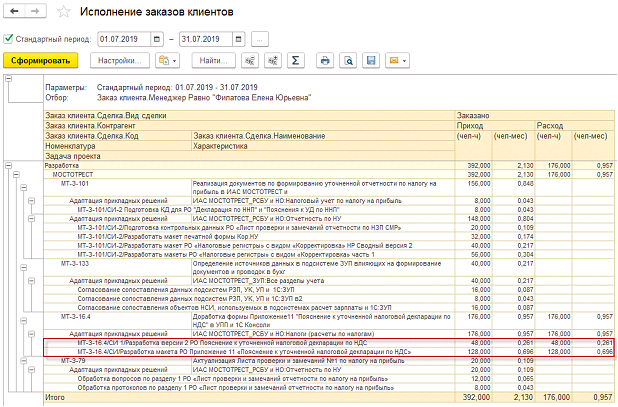 Исполнение заказов клиентов
Стандартный период: 01.07.2019 – 31.07.2019 ...
Сформировать Настройки... Найти... Σ
Параметры: Стандартный период: 01.07.2019 - 31.07.2019
Отбор: Заказ клиента.Менеджер Равно "Филатова Елена Юрьевна"
Заказ клиента.Сделка.Вид сделки Заказано
Заказ клиента.Контрагент Приход Расход
Заказ клиента.Сделка.Код Заказ клиента.Сделка.Наименование (чел-ч) (чел-мес) (чел-ч) (чел-мес)
Номенклатура Характеристика
Задача проекта
Разработка 392,000 2,130 176,000 0,957
МОСТОТРЕСТ 392,000 2,130 176,000 0,957
МТ-З-101 Реализация документов по формированию уточненной отчетности по налогу на 156,000 0,848
прибыль в ИАС МОСТОТРЕСТ и
Адаптация прикладных решений ИАС МОСТОТРЕСТ_РСБУ и НО:Налоговый учет по налогу на прибыль 8,000 0,043
МТ-З-101/СИ-2 Подготовка КД для РО "Декларация по ННП" и "Пояснения к УД по ННП" 8,000 0,043
Адаптация прикладных решений ИАС МОСТОТРЕСТ_РСБУ и НО:Отчетность по НУ 148,000 0,804
МТ-З-101/СИ-2/Подготовка контрольных данных РО «Лист проверки и замечаний отчетности по НЗП СМР» 20,000 0,109
МТ-З-101/СИ-2/Разработать макет печатной формы Кор.НУ 32,000 0,174
МТ-З-101/СИ-2/Разработать макет РО «Налоговые регистры» с видом «Корректировка» НР Сводный версия 2 40,000 0,217
МТ-З-101/СИ-2/Разработать макеты РО «Налоговые регистры» с видом «Корректировка» часть 1 56,000 0,304
МТ-З-133 Определение источников данных в подсистеме ЗУП влияющих на формирование 40,000 0,217
документов и проводок в бухг
Адаптация прикладных решений ИАС МОСТОТРЕСТ_ЗУП:Все разделы учета 40,000 0,217
Согласование сопоставления данных подсистем РЗП, УК, УП и 1С:ЗУП 16,000 0,087
Согласование сопоставления данных подсистем РЗП, УК, УП и 1С:ЗУП в2 8,000 0,043
Согласование сопоставления объектов НСИ, используемых в подсистемах расчет зарплаты и 1С:ЗУП 16,000 0,087
МТ-З-16.4 Доработка формы Приложение11 "Пояснение к уточненной налоговой декларации по 176,000 0,957 176,000 0,957
НДС" в УПП и 1С Консоли
Адаптация прикладных решений ИАС МОСТОТРЕСТ_РСБУ и НО:Налоги (расчеты по налогам) 176,000 0,957 176,000 0,957
МТ-З-16.4/СИ 1/Разработка версии 2 РО Пояснение к уточненной налоговой декларации по НДС 48,000 0,261 48,000 0,261
МТ-З-16.4/СИ/Разработка макета РО Приложение 11 «Пояснение к уточненной налоговой декларации по НДС» 128,000 0,696 128,000 0,696
МТ-З-79 Актуализация Листа проверки и замечаний №1 по налогу на прибыль 20,000 0,109
Адаптация прикладных решений ИАС МОСТОТРЕСТ_РСБУ и НО:Отчетность по НУ 20,000 0,109
Обработка вопросов по разделу 1 РО «Лист проверки и замечаний отчетности по налогу на прибыль» 12,000 0,065
Обработка протоколов по разделу 1 РО «Лист проверки и замечаний отчетности по налогу на прибыль» 8,000 0,043
Итого 392,000 2,130 176,000 0,957